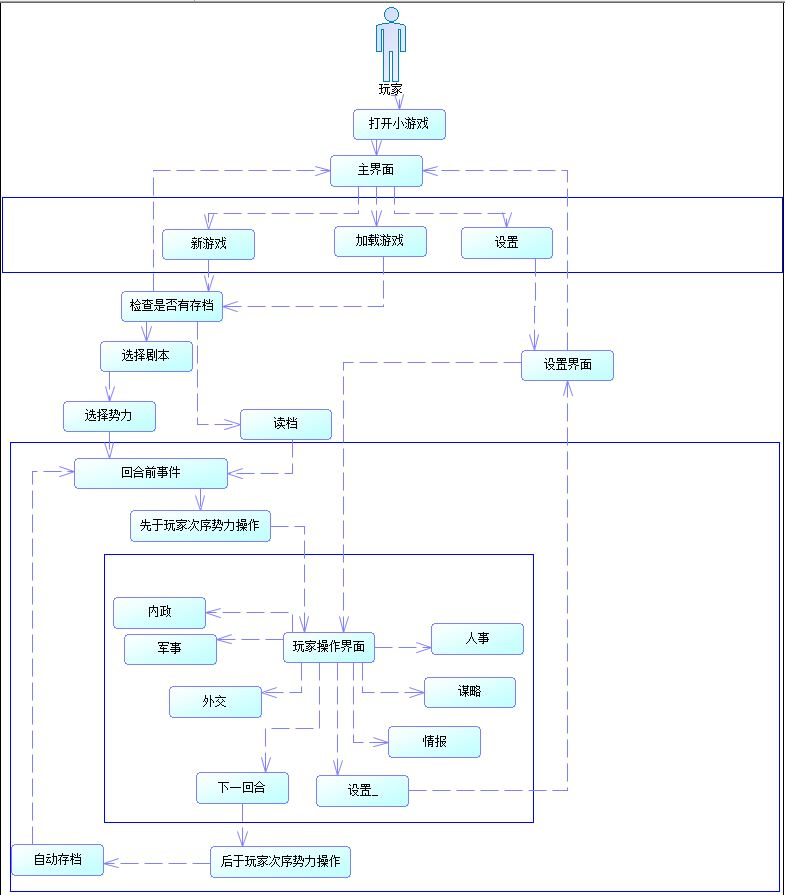 玩家
打开小游戏
主界面
新游戏
加载游戏
设置
检查是否有存档
选择剧本
设置界面
选择势力
读档
回合前事件
先于玩家次序势力操作
内政
军事
玩家操作界面
人事
外交
谋略
情报
下一回合
设置_
自动存档
后于玩家次序势力操作